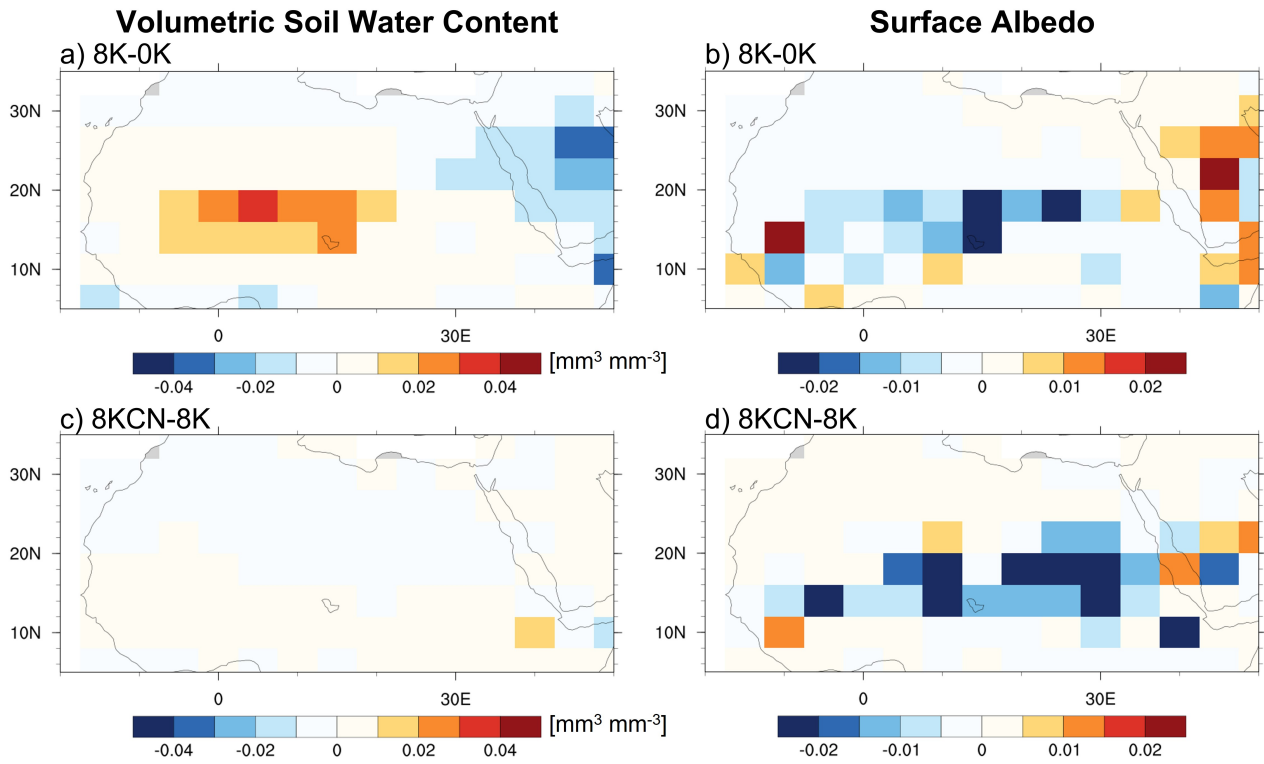 Volumetric Soil Water Content
Surface Albedo
a) 8K-0K
b) 8K-0K
30N
20N
10N
0
30E
-0.04
-0.02
0
0.02
0.04
[mm³ mm⁻³]
30N
20N
10N
0
30E
-0.02
-0.01
0
0.01
0.02
c) 8KCN-8K
d) 8KCN-8K
30N
20N
10N
0
30E
-0.04
-0.02
0
0.02
0.04
[mm³ mm⁻³]
30N
20N
10N
0
30E
-0.02
-0.01
0
0.01
0.02